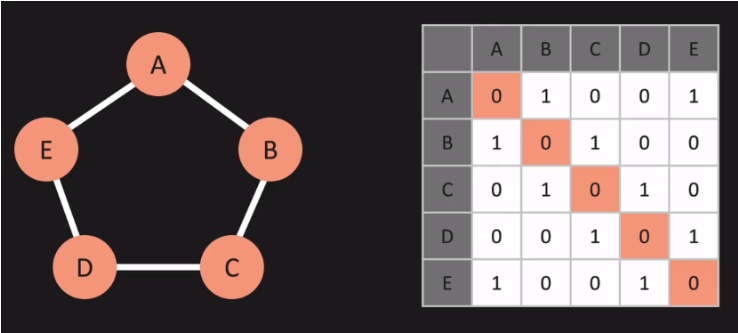 A
E
B
D
C
A B C D E
A 0 1 0 0 1
B 1 0 1 0 0
C 0 1 0 1 0
D 0 0 1 0 1
E 1 0 0 1 0